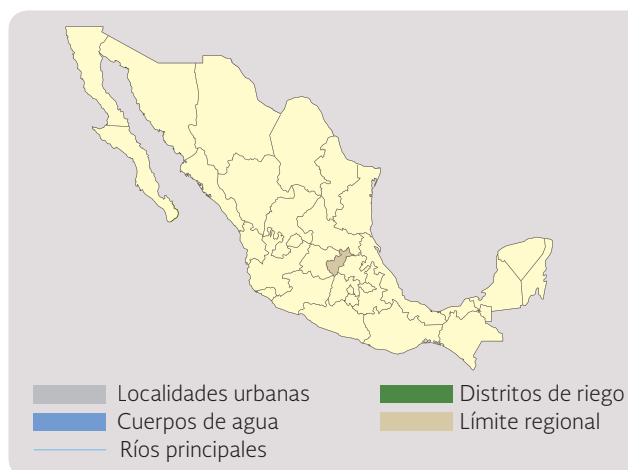 Localidades urbanas
Cuerpos de agua
Ríos principales
Distritos de riego
Límite regional